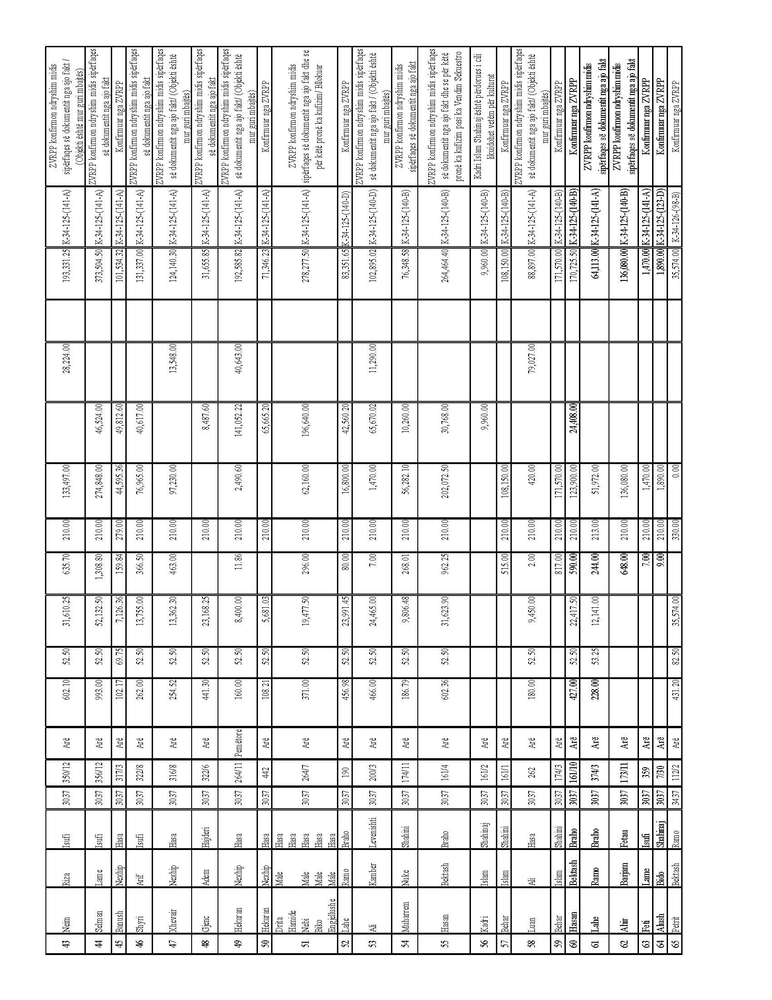 43 Neim Riza Isufi 3037 350/12 Arë 602.10 52.50 31,610.25 635.70 210.00 133,497.00 28,224.00 193,331.25 K-34-125-(141-A) ZVRPP konfirmon ndryshim midis
sipërfaqes së dokumentit nga ajo fakt /
(Objekti është mur guri mbajtës)
44 Selman Lame Isufi 3037 356/12 Arë 993.00 52.50 52,132.50 1,308.80 210.00 274,848.00 46,524.00 373,504.50 K-34-125-(141-A) ZVRPP konfirmon ndryshim midis sipërfaqes
së dokumentit nga ajo fakt
45 Banush Nexhip Hasa 3037 317/3 Arë 102.17 69.75 7,126.36 159.84 279.00 44,595.36 49,812.60 101,534.32 K-34-125-(141-A) Konfirmuar nga ZVRPP
46 Shyri Arif Isufi 3037 322/8 Arë 262.00 52.50 13,755.00 366.50 210.00 76,965.00 40,617.00 131,337.00 K-34-125-(141-A) ZVRPP konfirmon ndryshim midis sipërfaqes
së dokumentit nga ajo fakt
47 Xhevair Nexhip Hasa 3037 316/8 Arë 254.52 52.50 13,362.30 463.00 210.00 97,230.00 13,548.00 124,140.30 K-34-125-(141-A) ZVRPP konfirmon ndryshim midis sipërfaqes
së dokumentit nga ajo fakt/ (Objekti është
mur guri mbajtës)
48 Gjenc Adem Hajderi 3037 322/6 Arë 441.30 52.50 23,168.25 210.00 8,487.60 31,655.85 K-34-125-(141-A) ZVRPP konfirmon ndryshim midis sipërfaqes
së dokumentit nga ajo fakt
49 Hekuran Nexhip Hasa 3037 264/11 Pemëtore 160.00 52.50 8,400.00 11.86 210.00 2,490.60 141,052.22 40,643.00 192,585.82 K-34-125-(141-A) ZVRPP konfirmon ndryshim midis sipërfaqes
së dokumentit nga ajo fakt/ (Objekti është
mur guri mbajtës)
50 Hekuran Nexhip Hasa 3037 442 Arë 108.21 52.50 5,681.03 210.00 65,665.20 71,346.23 K-34-125-(141-A) Konfirmuar nga ZVRPP
Drita Male Hasa
Hamide Hasa
51 Nebi Male Hasa 3037 264/7 Arë 371.00 52.50 19,477.50 296.00 210.00 62,160.00 196,640.00 278,277.50 K-34-125-(141-A) ZVRPP konfirmon ndryshim midis
sipërfaqes së dokumentit nga ajo fakt dhe se
për këtë pronë ka kufizim/ Bllokuar
Biko Male Hasa
Engjellushe Male Hasa
52 Lahe Ramo Braho 3037 190 Arë 456.98 52.50 23,991.45 80.00 210.00 16,800.00 42,560.20 83,351.65 K-34-125-(140-D) Konfirmuar nga ZVRPP
53 Ali Kamber Levenishti 3037 200/3 Arë 466.00 52.50 24,465.00 7.00 210.00 1,470.00 65,670.02 11,290.00 102,895.02 K-34-125-(140-D) ZVRPP konfirmon ndryshim midis sipërfaqes
së dokumentit nga ajo fakt / (Objekti është
mur guri mbajtës)
54 Muharrem Nuke Shahini 3037 174/11 Arë 186.79 52.50 9,806.48 268.01 210.00 56,282.10 10,260.00 76,348.58 K-34-125-(140-B) ZVRPP konfirmon ndryshim midis
sipërfaqes së dokumentit nga ajo fakt
55 Hasan Bektash Braho 3037 161/4 Arë 602.36 52.50 31,623.90 962.25 210.00 202,072.50 30,768.00 264,464.40 K-34-125-(140-B) ZVRPP konfirmon ndryshim midis sipërfaqes
së dokumentit nga ajo fakt dhe se për këtë
pronë ka kufizim pasi ka Vendim Sekuestro
56 Kadri Islam Shahinaj 3037 161/2 Arë 9,960.00 9,960.00 K-34-125-(140-B) Kadri Islam Shahinaj është përdorues i cili
likuidohet vetëm për kulturat
57 Behar Islam Shahini 3037 161/1 Arë 515.00 210.00 108,150.00 108,150.00 K-34-125-(140-B) Konfirmuar nga ZVRPP
58 Luan Ali Hasa 3037 262 Arë 180.00 52.50 9,450.00 2.00 210.00 420.00 79,027.00 88,897.00 K-34-125-(141-A) ZVRPP konfirmon ndryshim midis sipërfaqes
së dokumentit nga ajo fakt/ (Objekti është
mur guri mbajtës)
59 Behar Islam Shahini 3037 174/3 Arë 817.00 210.00 171,570.00 171,570.00 K-34-125-(140-B) Konfirmuar nga ZVRPP
60 Hasan Bektash Braho 3037 161/10 Arë 427.00 52.50 22,417.50 590.00 210.00 123,900.00 24,408.00 170,725.50 K-34-125-(140-B) Konfirmuar nga ZVRPP
61 Lahe Ramo Braho 3037 374/3 Arë 228.00 53.25 12,141.00 244.00 213.00 51,972.00 64,113.00 K-34-125-(141-A) ZVRPP konfirmon ndryshim midis
sipërfaqes së dokumentit nga ajo fakt
62 Ahir Barjam Fetau 3037 173/11 Arë 648.00 210.00 136,080.00 136,080.00 K-34-125-(140-B) ZVRPP konfirmon ndryshim midis
sipërfaqes së dokumentit nga ajo fakt
63 Feti Lame Isufi 3037 359 Arë 7.00 210.00 1,470.00 1,470.00 K-34-125-(141-A) Konfirmuar nga ZVRPP
64 Alush Bido Shahinaj 3037 7/30 Arë 9.00 210.00 1,890.00 1,890.00 K-34-125-(123-D) Konfirmuar nga ZVRPP
65 Petrit Bektash Ramo 3437 112/2 Arë 431.20 82.50 35,574.00 330.00 0.00 35,574.00 K-34-126-(98-B) Konfirmuar nga ZVRPP